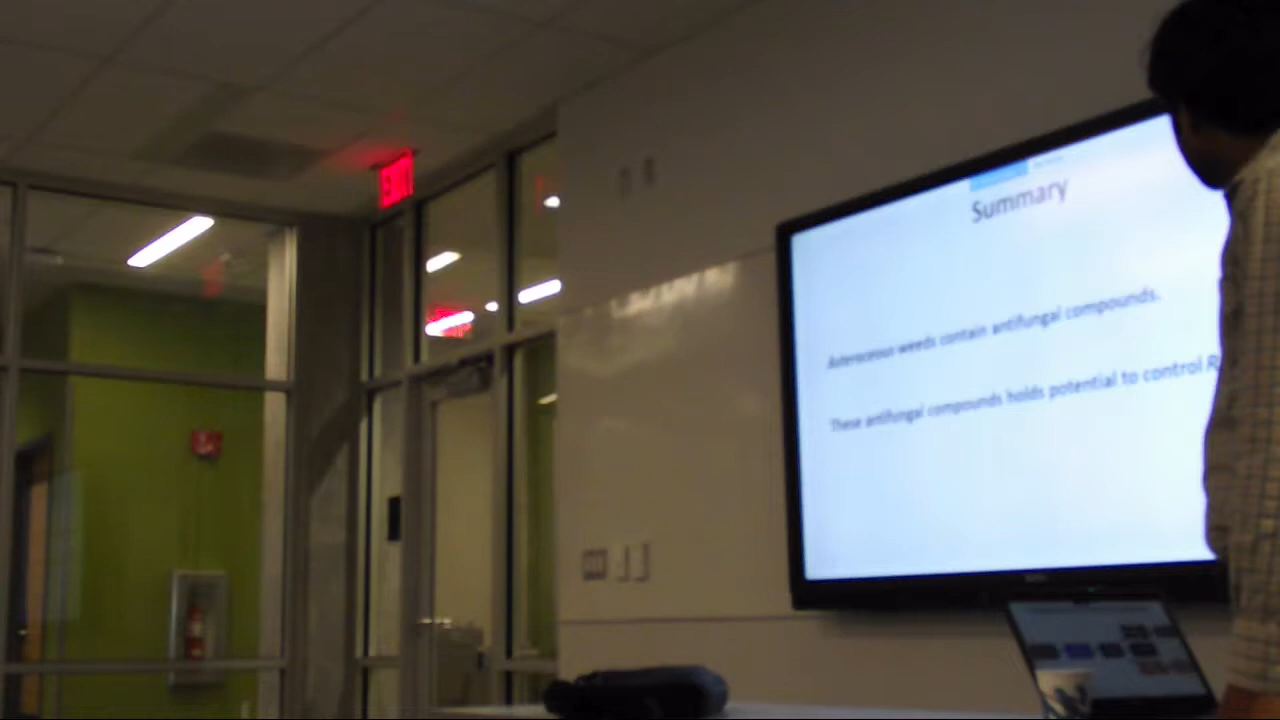 EXIT
Summary
Asteraceous weeds contain antifungal compounds.
These antifungal compounds holds potential to control R